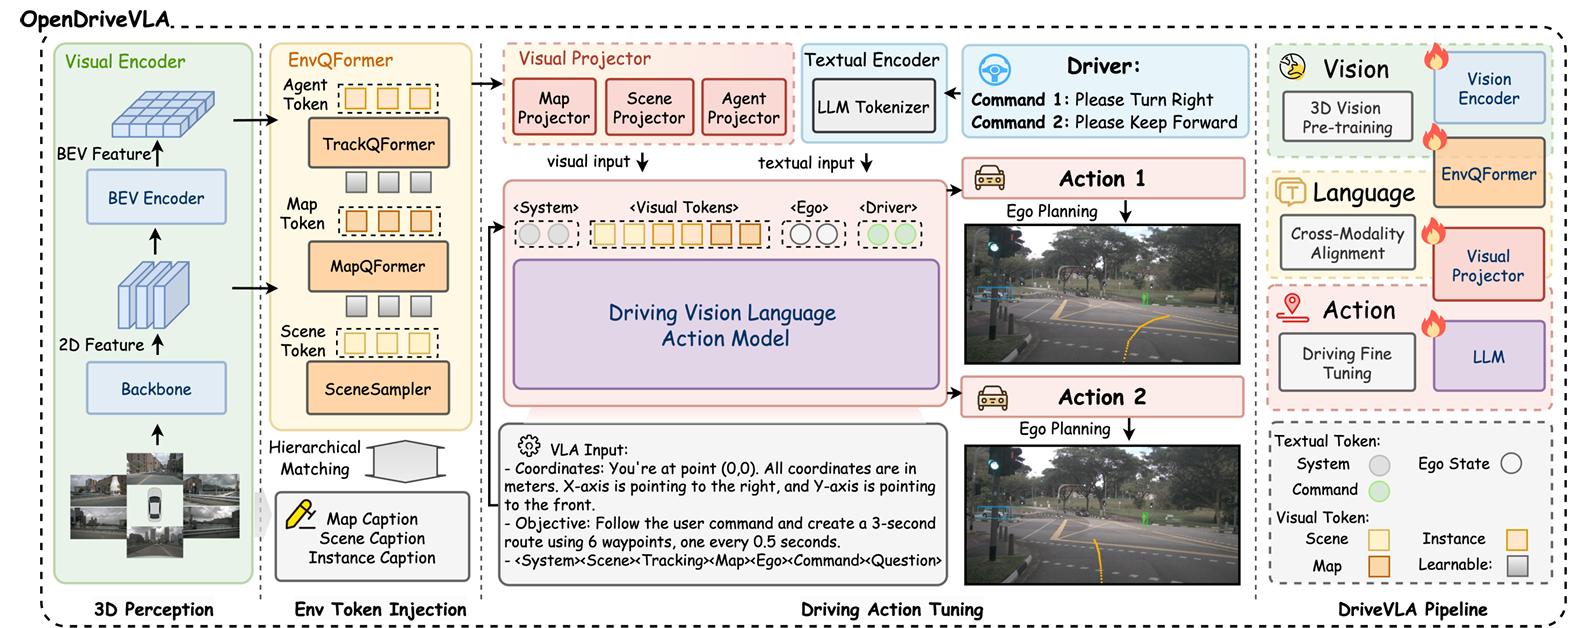 OpenDriveVLA
Visual Encoder
BEV Feature
BEV Encoder
2D Feature
Backbone
3D Perception
EnvQFormer
Agent
Token
TrackQFormer
Map
Token
MapQFormer
Scene
Token
SceneSampler
Hierarchical
Matching
Map Caption
Scene Caption
Instance Caption
Env Token Injection
Visual Projector
Map
Projector
Scene
Projector
Agent
Projector
Textual Encoder
LLM Tokenizer
Driver:
Command 1: Please Turn Right
Command 2: Please Keep Forward
visual input
textual input
<System>
<Visual Tokens>
<Ego>
<Driver>
Driving Vision Language
Action Model
VLA Input:
- Coordinates: You're at point (0,0). All coordinates are in
meters. X-axis is pointing to the right, and Y-axis is pointing
to the front.
- Objective: Follow the user command and create a 3-second
route using 6 waypoints, one every 0.5 seconds.
- <System><Scene><Tracking><Map><Ego><Command><Question>
Action 1
Ego Planning
Action 2
Ego Planning
Driving Action Tuning
Vision
3D Vision
Pre-training
Vision
Encoder
EnvQFormer
Language
Cross-Modality
Alignment
Visual
Projector
Action
Driving Fine
Tuning
LLM
Textual Token:
System
Ego State
Command
Visual Token:
Scene
Instance
Map
Learnable:
DriveVLA Pipeline